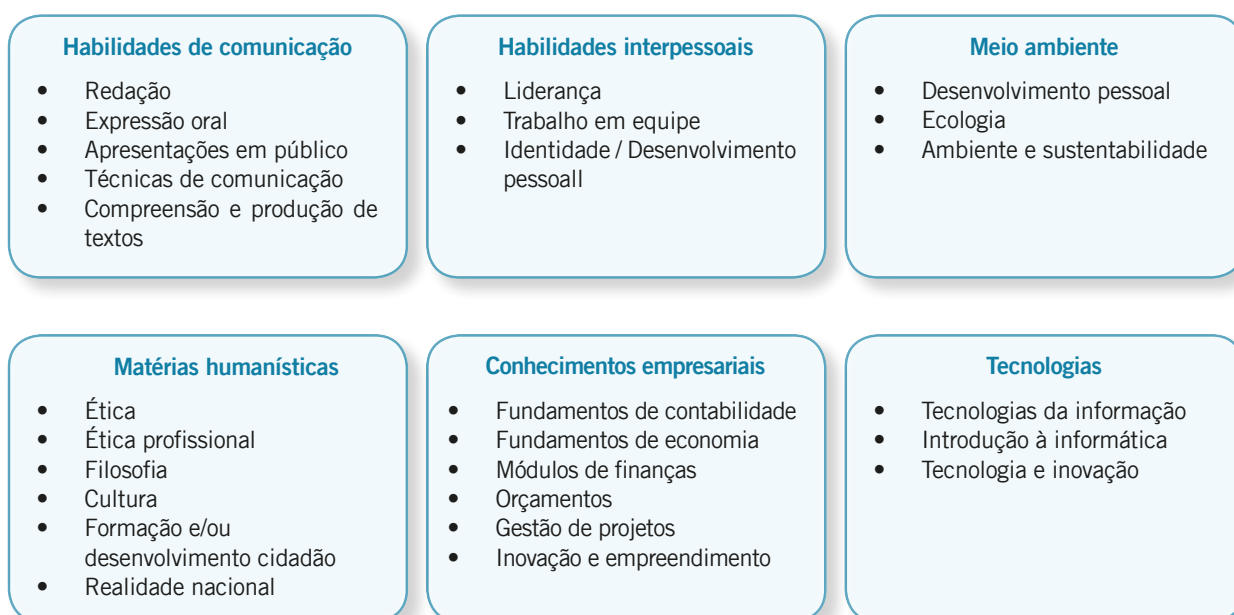 Habilidades de comunicação
• Redação
• Expressão oral
• Apresentações em público
• Técnicas de comunicação
• Compreensão e produção de
textos
Habilidades interpessoais
• Liderança
• Trabalho em equipe
• Identidade / Desenvolvimento
pessoall
Meio ambiente
• Desenvolvimento pessoal
• Ecologia
• Ambiente e sustentabilidade
Matérias humanísticas
• Ética
• Ética profissional
• Filosofia
• Cultura
• Formação e/ou
desenvolvimento cidadão
• Realidade nacional
Conhecimentos empresariais
• Fundamentos de contabilidade
• Fundamentos de economia
• Módulos de finanças
• Orçamentos
• Gestão de projetos
• Inovação e empreendimento
Tecnologias
• Tecnologias da informação
• Introdução à informática
• Tecnologia e inovação